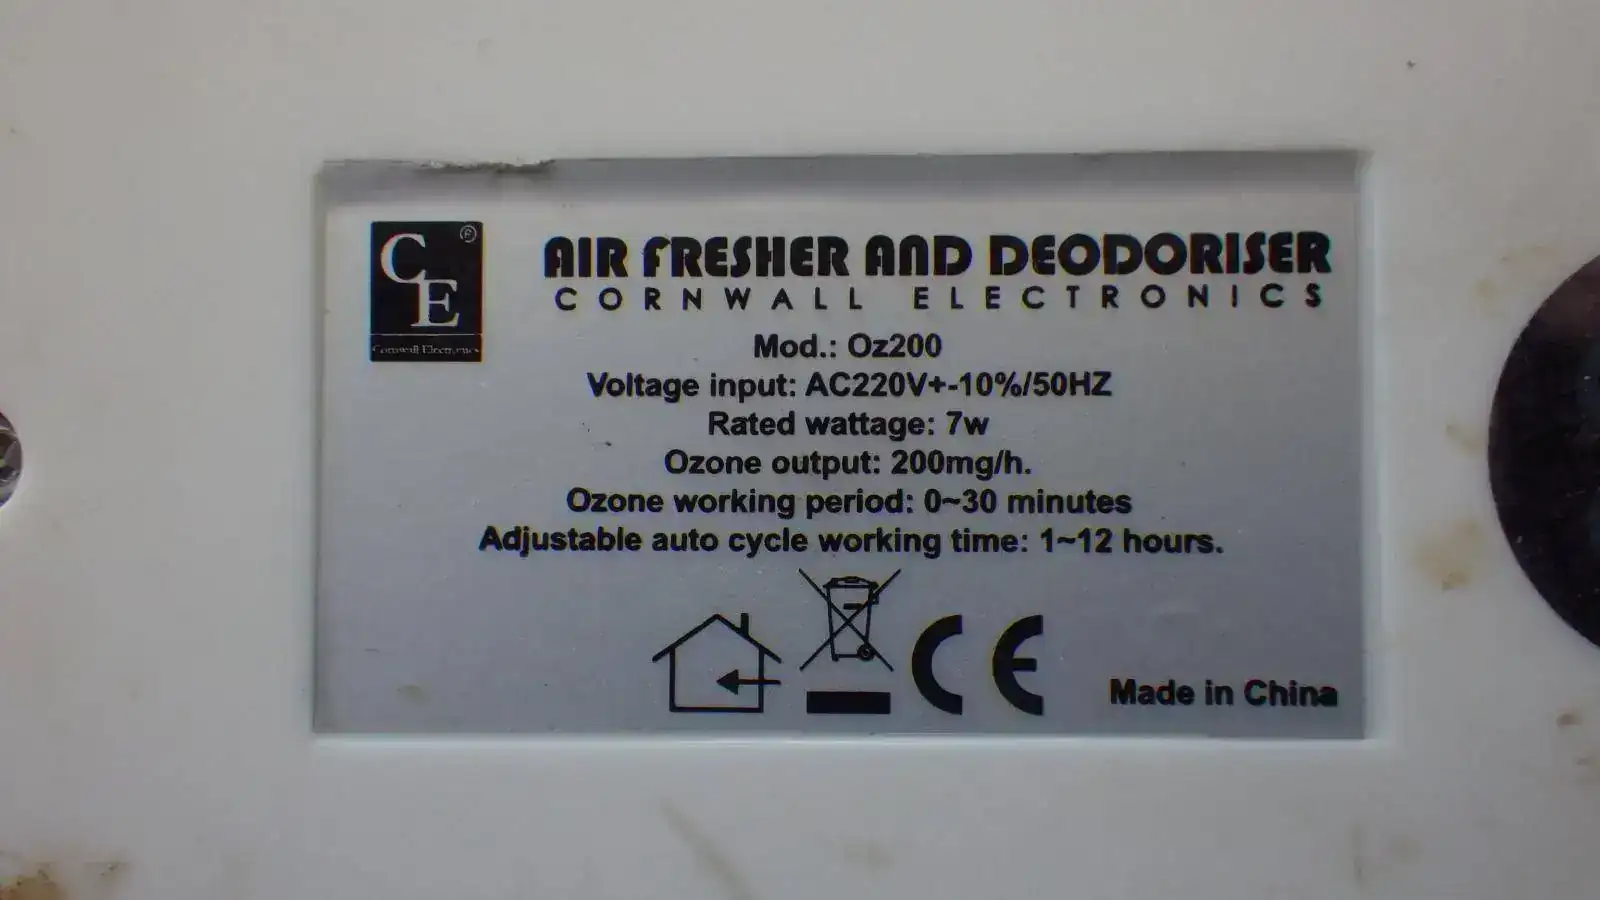 CE ®
Cornwall Electronics
AIR FRESHER AND DEODORISER
CORNWALL ELECTRONICS
Mod.: Oz200
Voltage input: AC220V+-10%/50HZ
Rated wattage: 7w
Ozone output: 200mg/h.
Ozone working period: 0~30 minutes
Adjustable auto cycle working time: 1~12 hours.
CE
Made in China